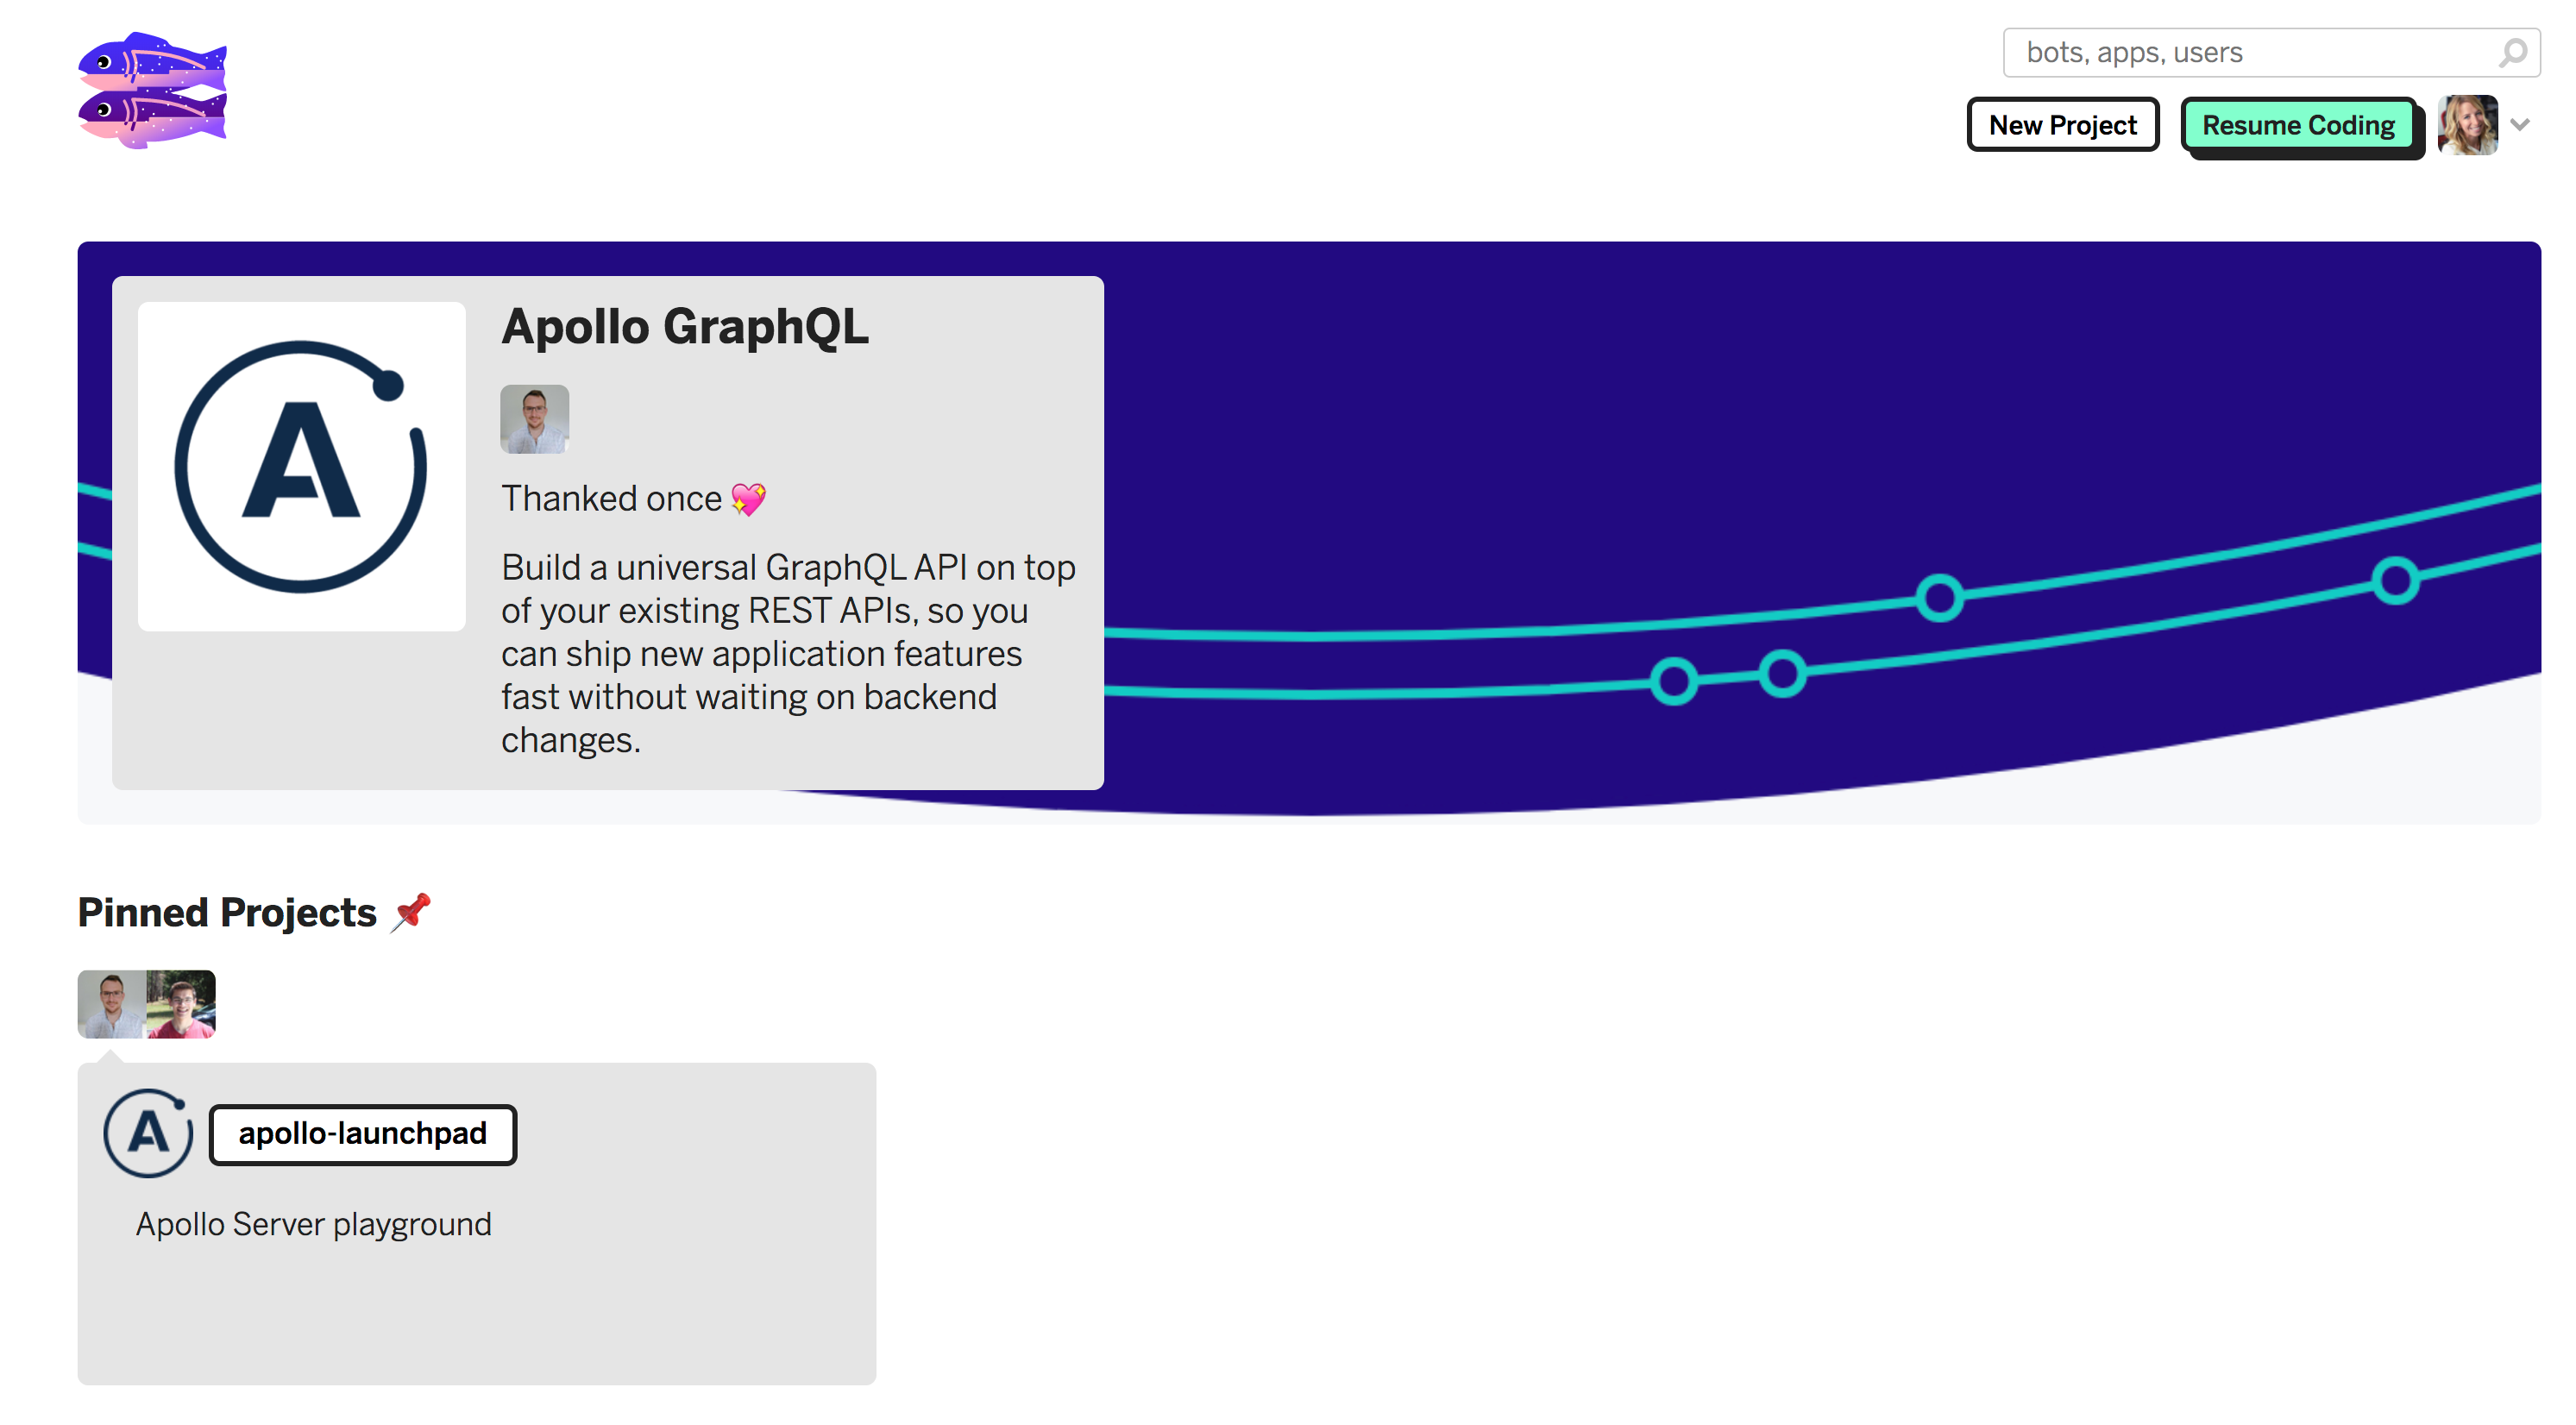 bots, apps, users
New Project
Resume Coding
A
Apollo GraphQL
Thanked once
Build a universal GraphQL API on top
of your existing REST APIs, so you
can ship new application features
fast without waiting on backend
changes.
Pinned Projects
A
apollo-launchpad
Apollo Server playground